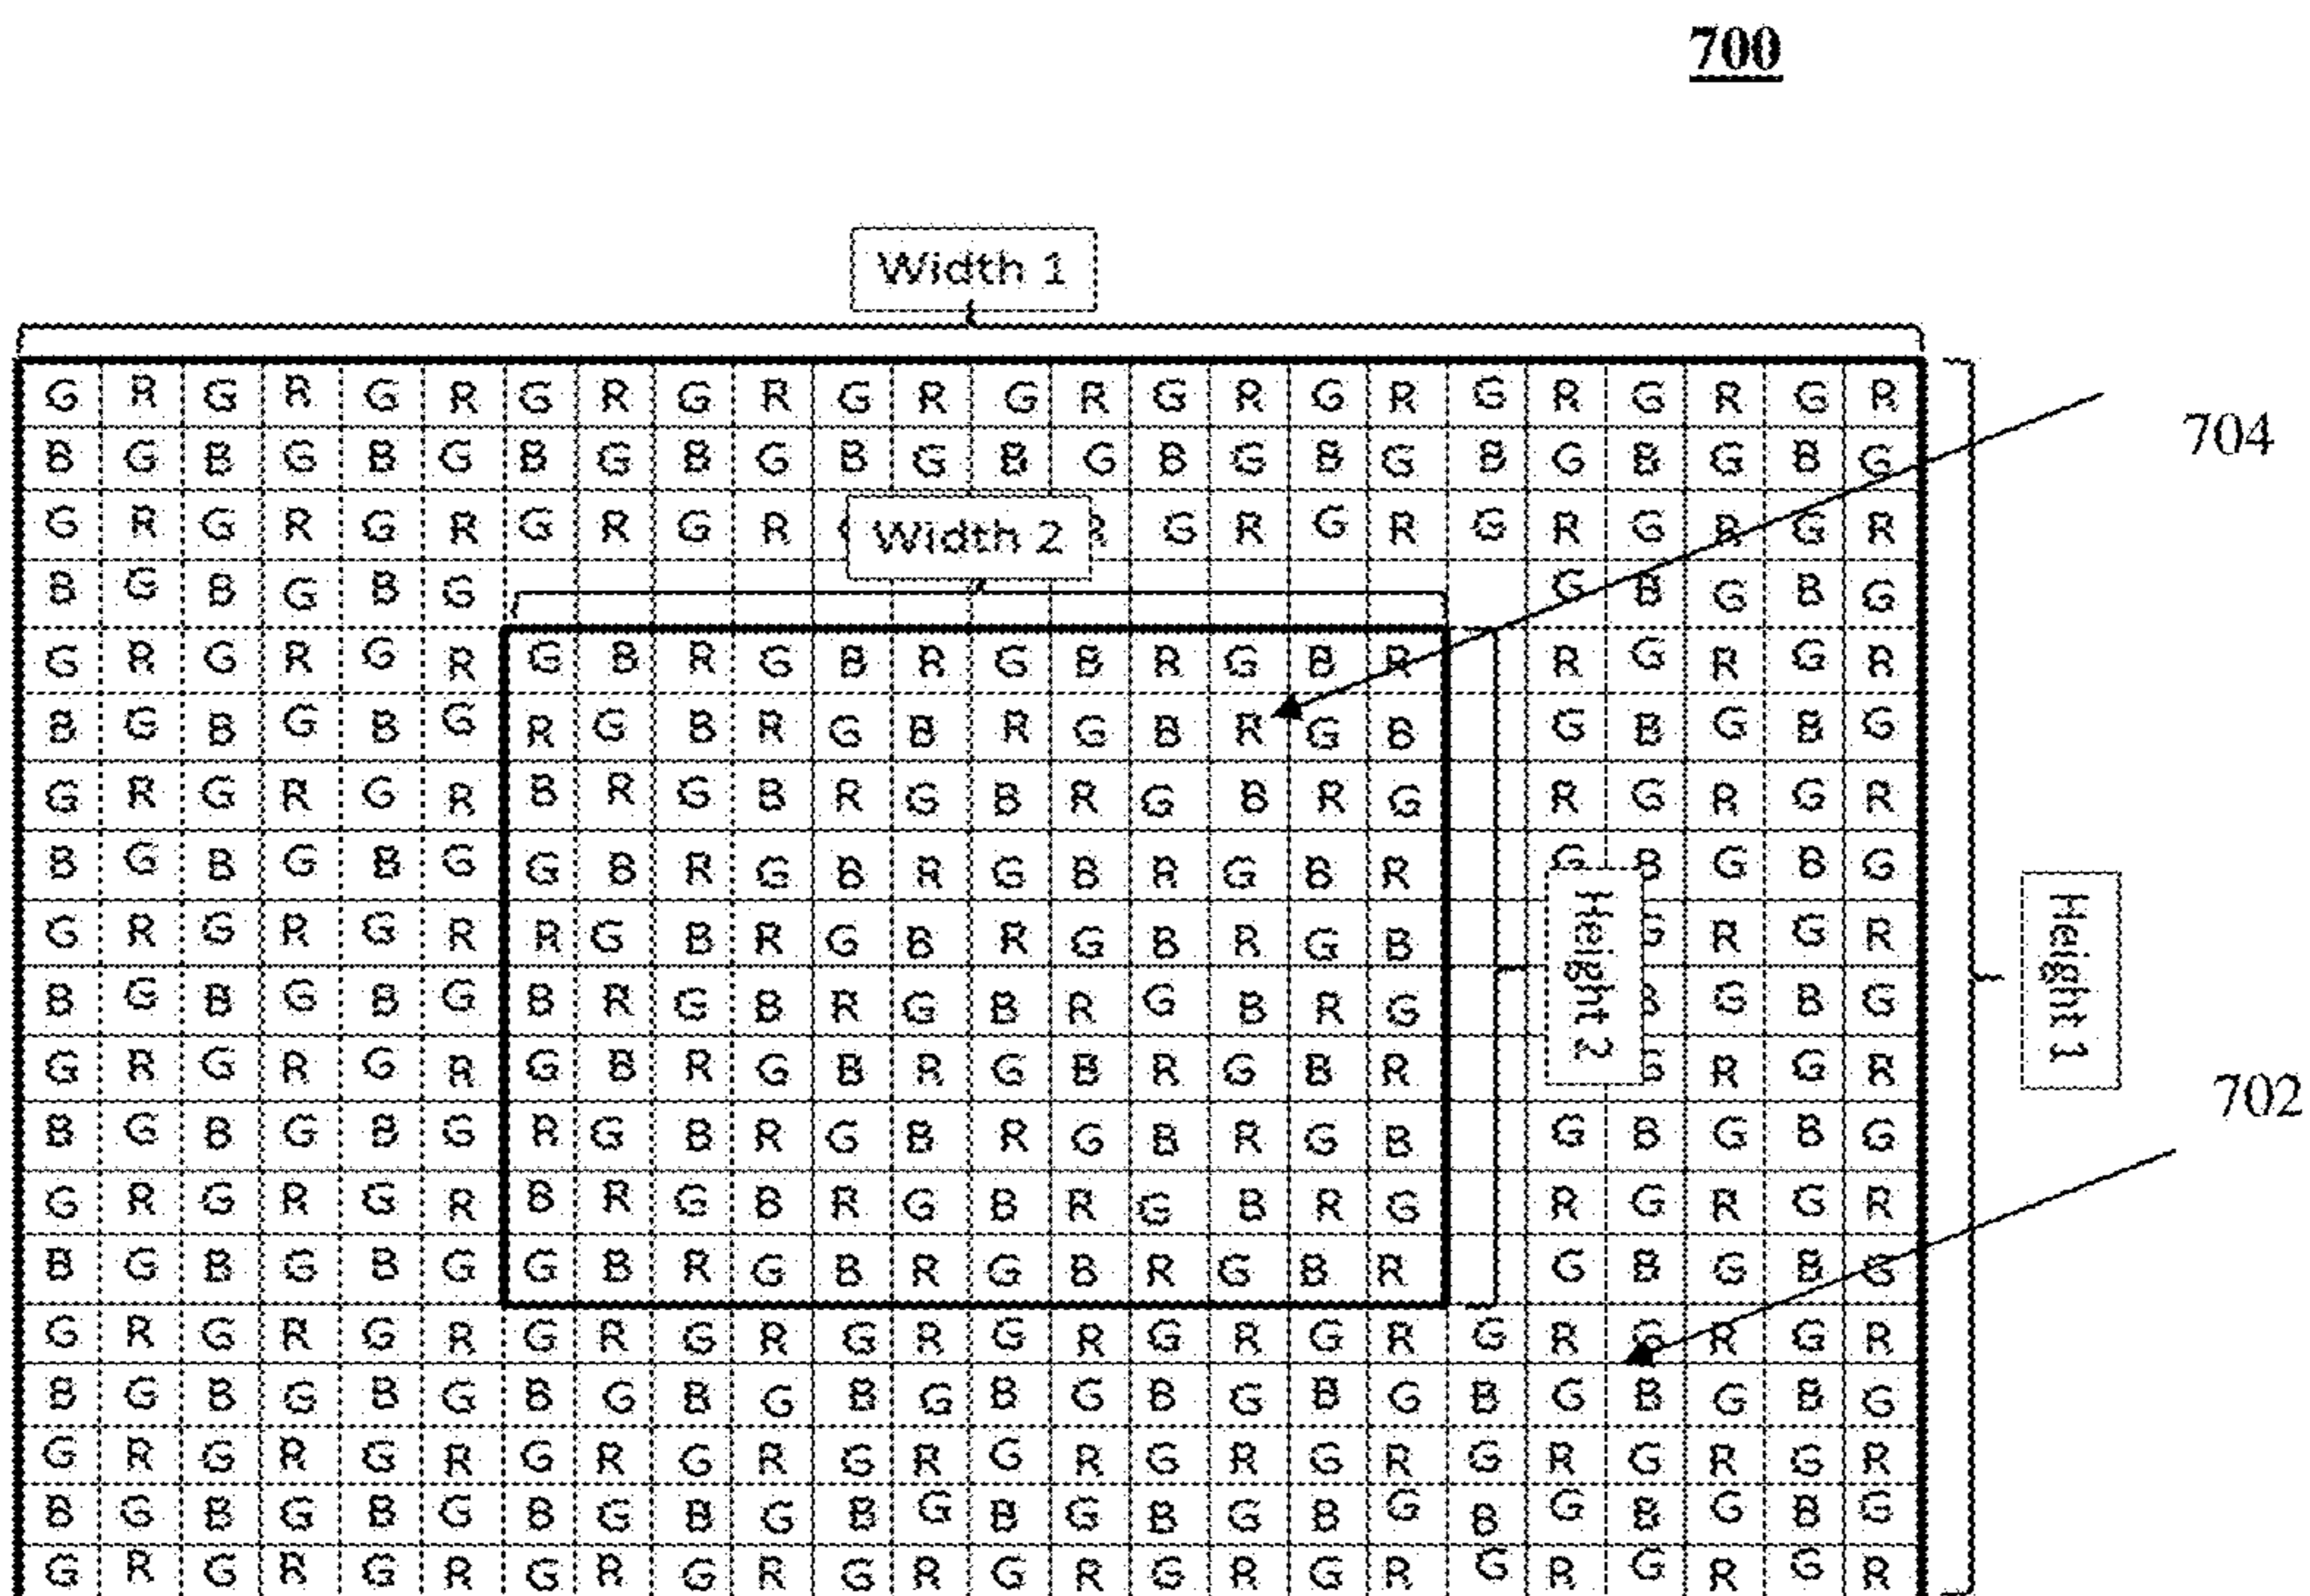 700
Width 1
G R G R G R G R G R G R G R G R G R G R G R G R
B G B G B G B G B G B G B G B G B G B G B G B G
704
G R G R G R G R G R R G R G R G R G R G R
Width 2
B G B G B G G B G B G
G R G R G R G B R G B R G B R G B R R G R G R
B G B G B G R G B R G B R G B R G B G B G B G
G R G R G R B R G B R G B R G B R G R G R G R
B G B G B G G B R G B R G B R G B R G B G B G
G R G R G R R G B R G B R G B R G B G R G R
Height 2
Height 1
B G B G B G B R G B R G B R G B R G B G B G
G R G R G R G B R G B R G B R G B R G R G R
702
B G B G B G R G B R G B R G B R G B G B G B G
G R G R G R B R G B R G B R G B R G R G R G R
B G B G B G G B R G B R G B R G B R G B G B G
G R G R G R G R G R G R G R G R G R G R G R G R
B G B G B G B G B G B G B G B G B G B G B G B G
G R G R G R G R G R G R G R G R G R G R G R G R
B G B G B G B G B G B G B G B G B G B G B G B G
G R G R G R G R G R G R G R G R G R G R G R G R